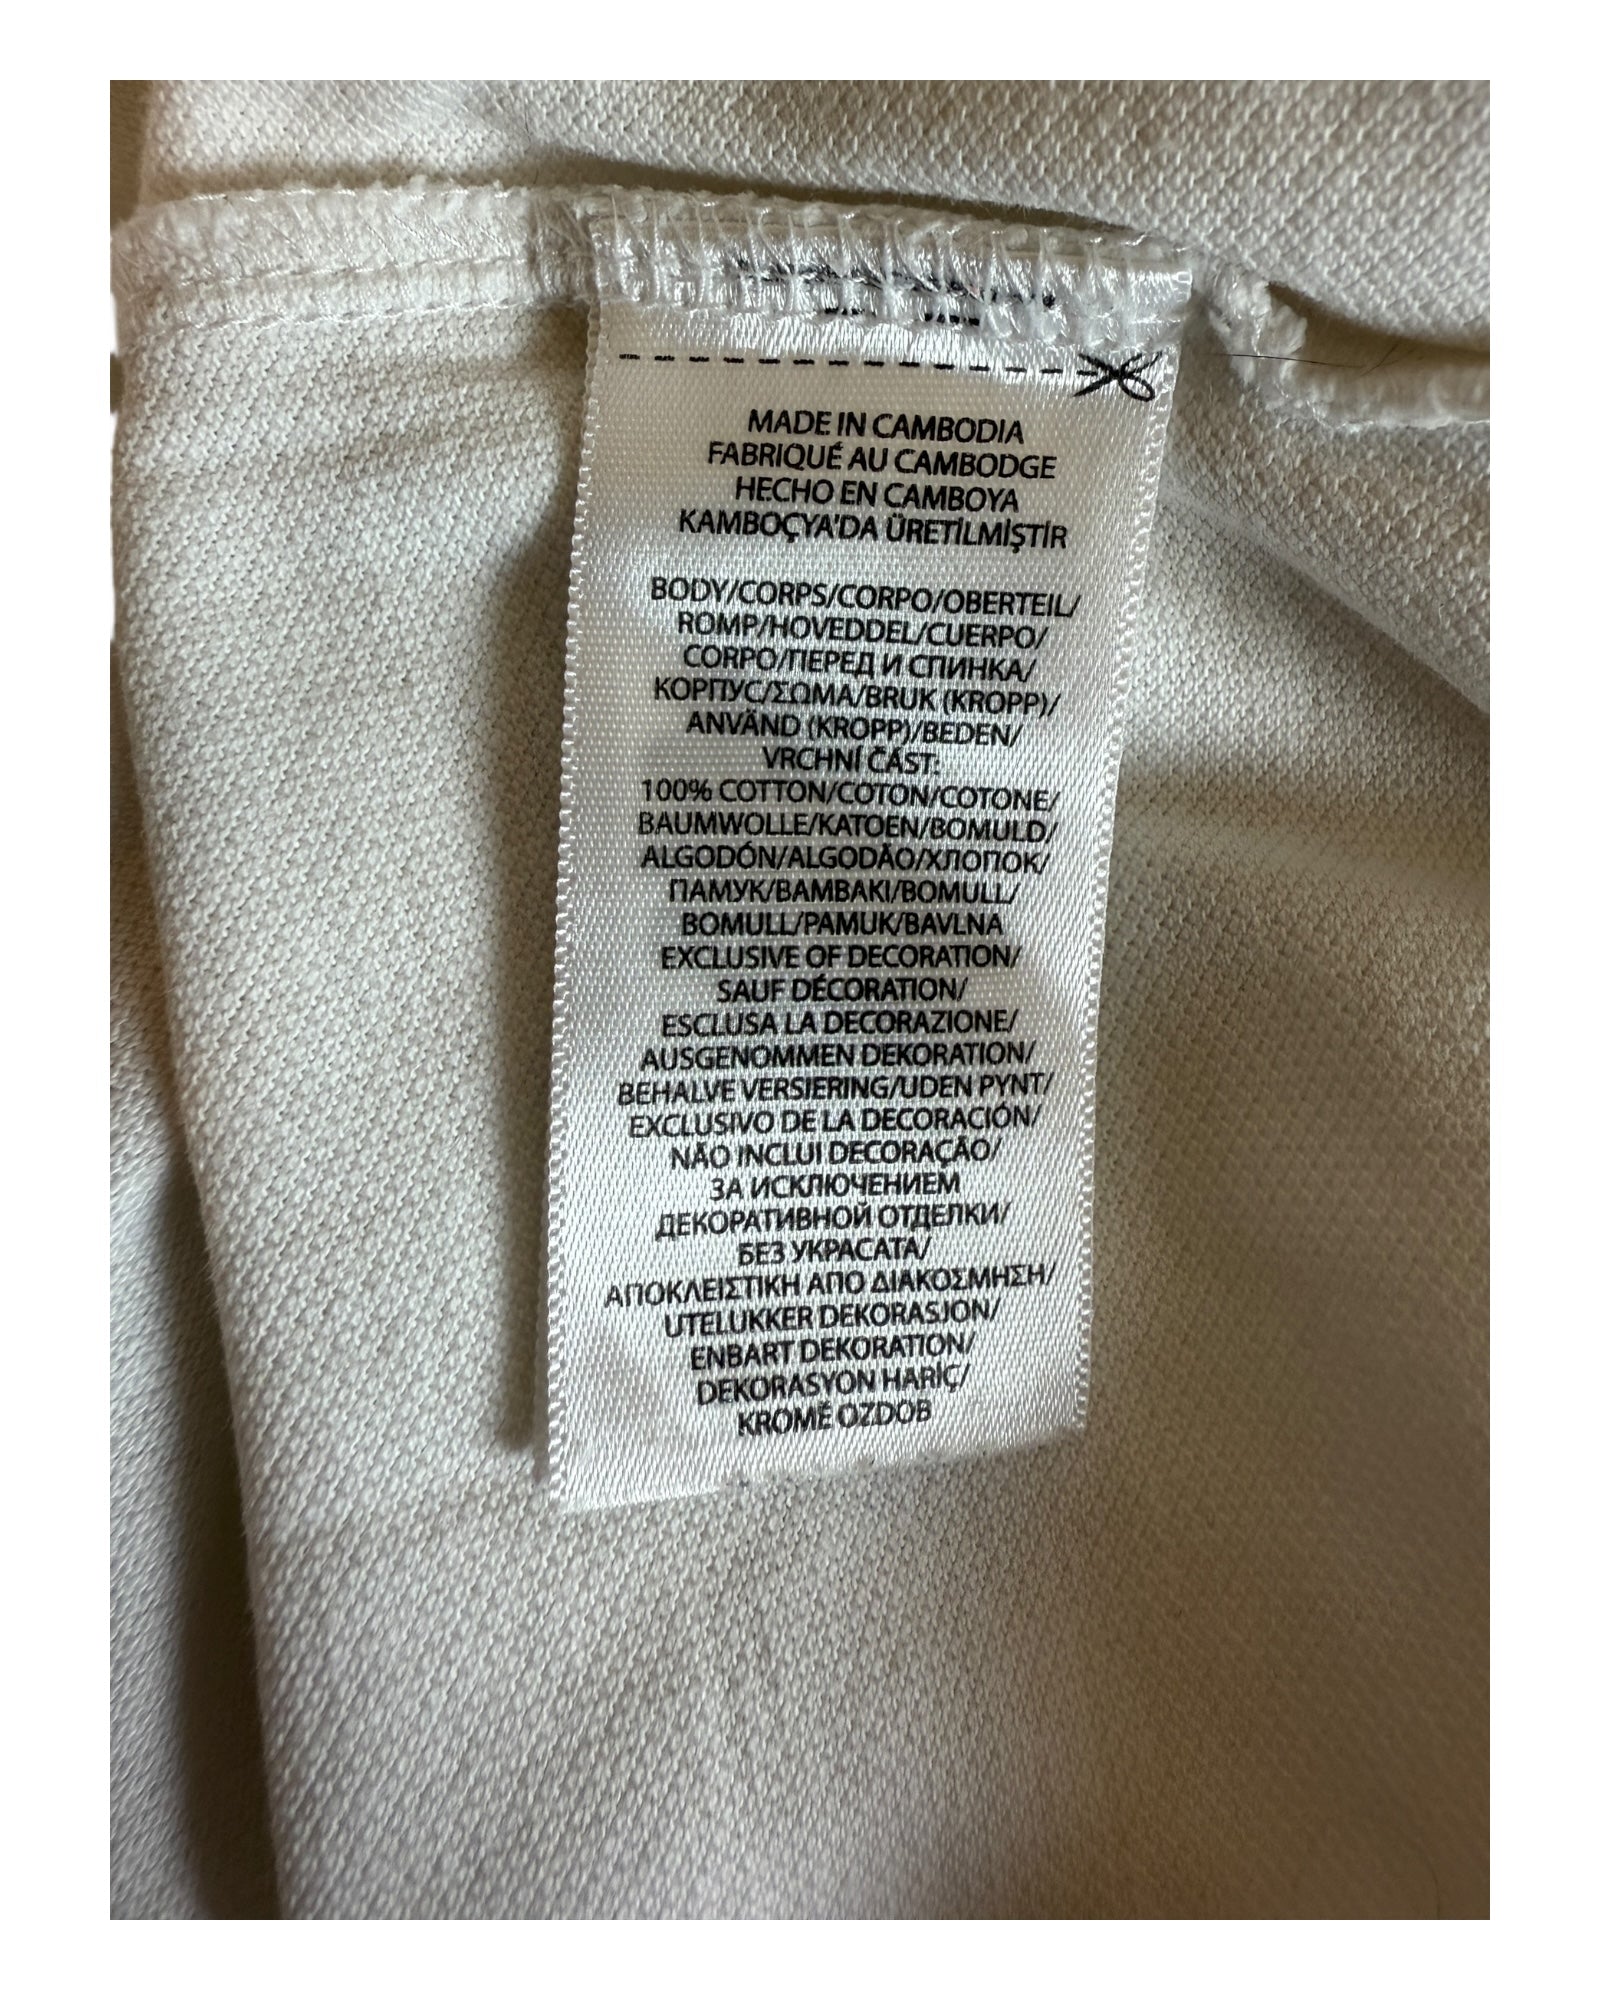 MADE IN CAMBODIA
FABRIQUÉ AU CAMBODGE
HECHO EN CAMBOYA
KAMBOÇYA'DA ÜRETİLMİŞTİR
BODY/CORPS/CORPO/OBERTEIL/
ROMP/HOVEDDEL/CUERPO/
CORPO/ПЕРЕД И СПИНКА/
КОРПУС/ΣΩΜΑ/BRUK (KROPP)/
ANVÄND (KROPP)/BEDEN/
VRCHNÍ ČÁST:
100% COTTON/COTON/COTONE/
BAUMWOLLE/KATOEN/BOMULD/
ALGODÓN/ALGODÃO/ХЛОПОК/
ПАМУК/BAMBAKI/BOMULL/
BOMULL/PAMUK/BAVLNA
EXCLUSIVE OF DECORATION/
SAUF DÉCORATION/
ESCLUSA LA DECORAZIONE/
AUSGENOMMEN DEKORATION/
BEHALVE VERSIERING/UDEN PYNT/
EXCLUSIVO DE LA DECORACIÓN/
NÃO INCLUI DECORAÇÃO/
ЗА ИСКЛЮЧЕНИЕМ
ДЕКОРАТИВНОЙ ОТДЕЛКИ/
БЕЗ УКРАСАТА/
ΑΠΟΚΛΕΙΣΤΙΚΗ ΑΠΟ ΔΙΑΚΟΣΜΗΣΗ/
UTELUKKER DEKORASJON/
ENBART DEKORATION/
DEKORASYON HARİÇ/
KROMĚ OZDOB